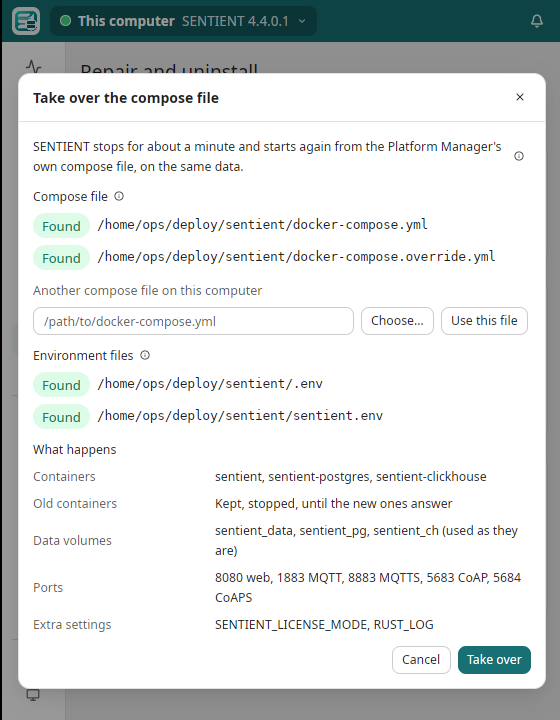 This computer SENTIENT 4.4.0.1
Repair and uninstall
Take over the compose file
SENTIENT stops for about a minute and starts again from the Platform Manager's
own compose file, on the same data.
Compose file
Found /home/ops/deploy/sentient/docker-compose.yml
Found /home/ops/deploy/sentient/docker-compose.override.yml
Another compose file on this computer
/path/to/docker-compose.yml Choose... Use this file
Environment files
Found /home/ops/deploy/sentient/.env
Found /home/ops/deploy/sentient/sentient.env
What happens
Containers sentient, sentient-postgres, sentient-clickhouse
Old containers Kept, stopped, until the new ones answer
Data volumes sentient_data, sentient_pg, sentient_ch (used as they
are)
Ports 8080 web, 1883 MQTT, 8883 MQTTS, 5683 CoAP, 5684
CoAPS
Extra settings SENTIENT_LICENSE_MODE, RUST_LOG
Cancel Take over